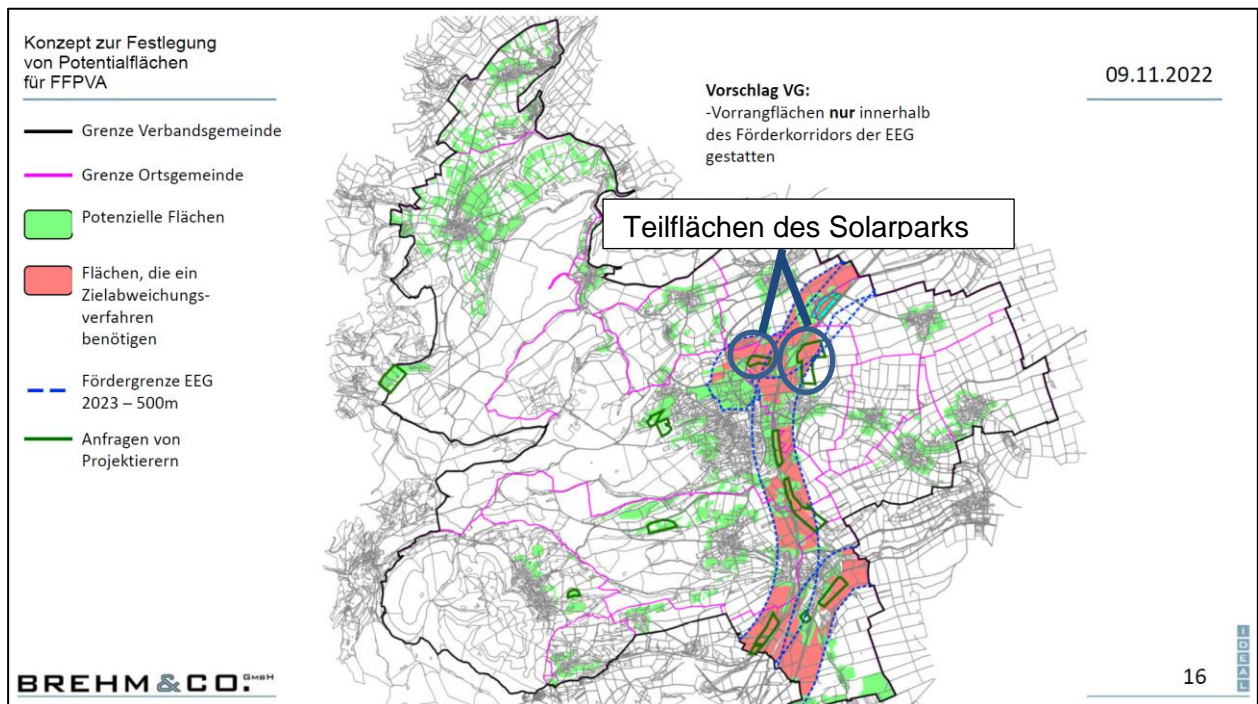 Konzept zur Festlegung
von Potentialflächen
für FFPVA
09.11.2022
Vorschlag VG:
-Vorrangflächen nur innerhalb
des Förderkorridors der EEG
gestatten
Grenze Verbandsgemeinde
Grenze Ortsgemeinde
Potenzielle Flächen
Flächen, die ein
Zielabweichungs-
verfahren
benötigen
Fördergrenze EEG
2023 – 500m
Anfragen von
Projektierern
Teilflächen des Solarparks
BREHM & CO. GmbH
16
IDEAL